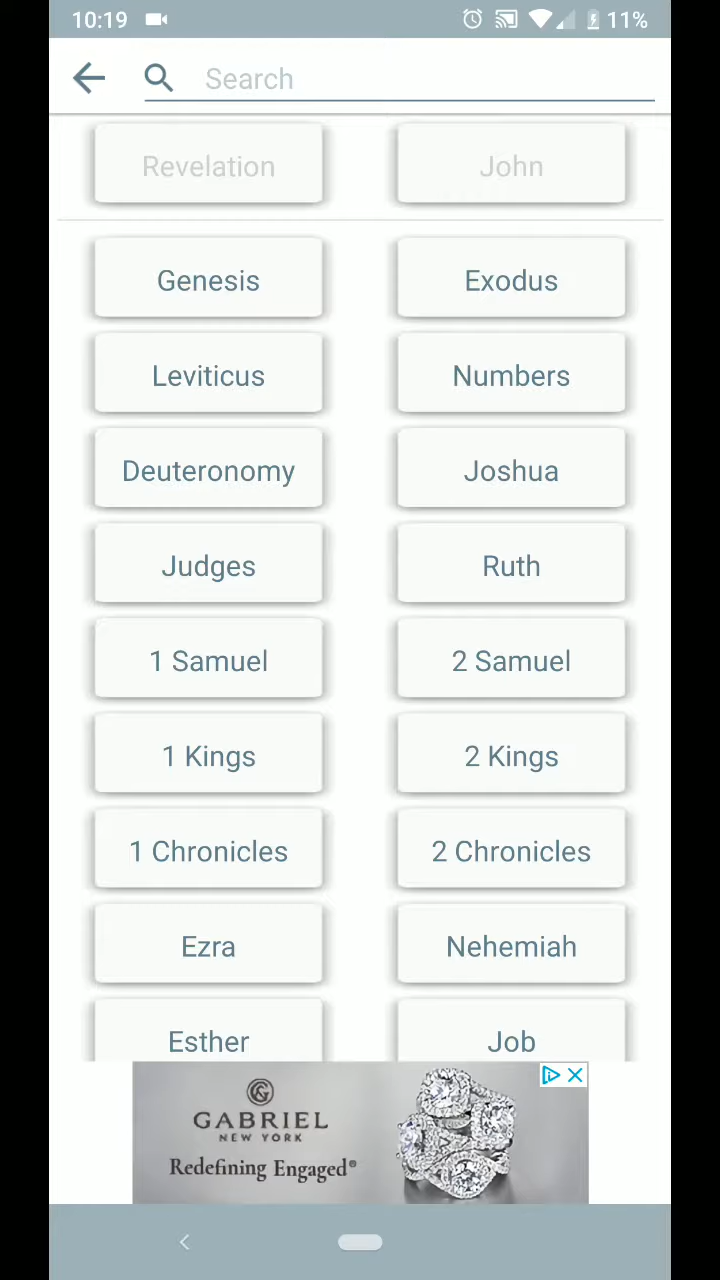 10:19 11%
Search
Revelation John
Genesis Exodus
Leviticus Numbers
Deuteronomy Joshua
Judges Ruth
1 Samuel 2 Samuel
1 Kings 2 Kings
1 Chronicles 2 Chronicles
Ezra Nehemiah
Esther Job
GABRIEL
NEW YORK
Redefining Engaged®